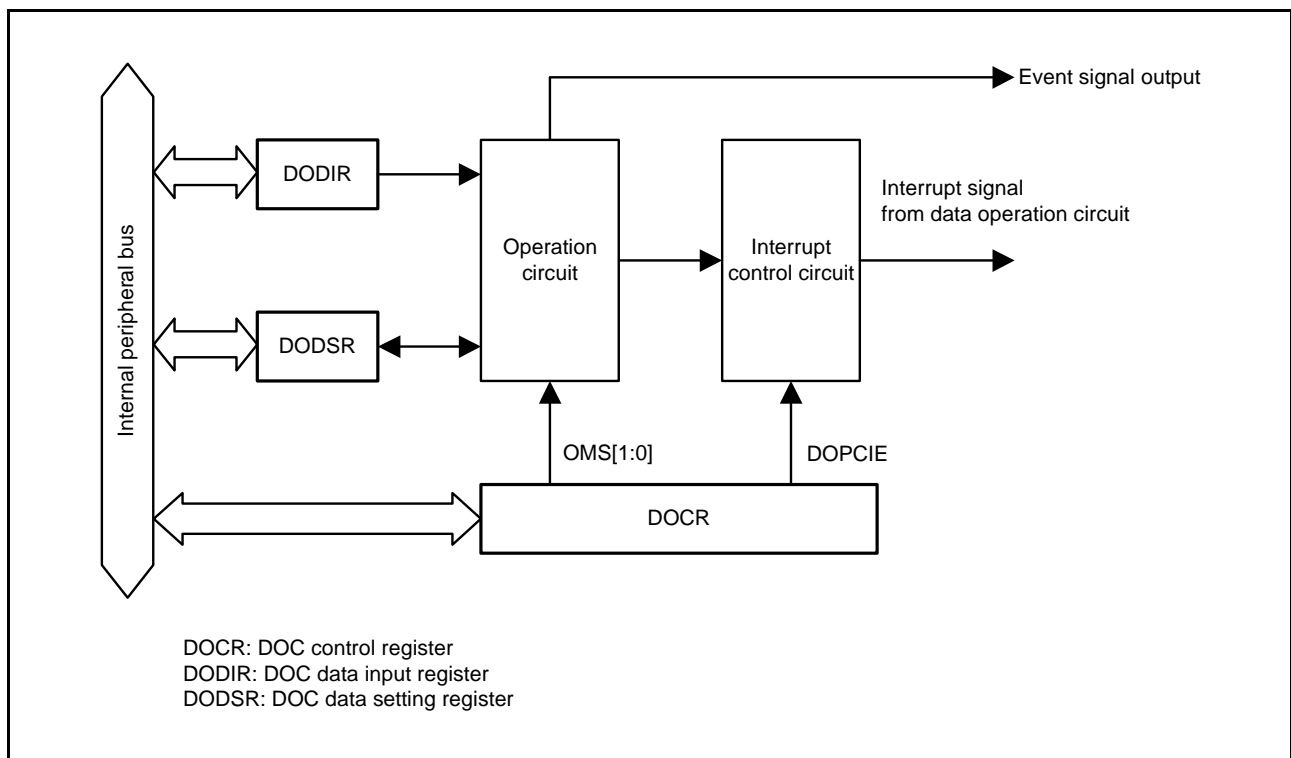 Event signal output
Internal peripheral bus
DODIR
Interrupt signal
from data operation circuit
Operation
circuit
Interrupt
control circuit
DODSR
OMS[1:0]
DOPCIE
DOCR
DOCR: DOC control register
DODIR: DOC data input register
DODSR: DOC data setting register